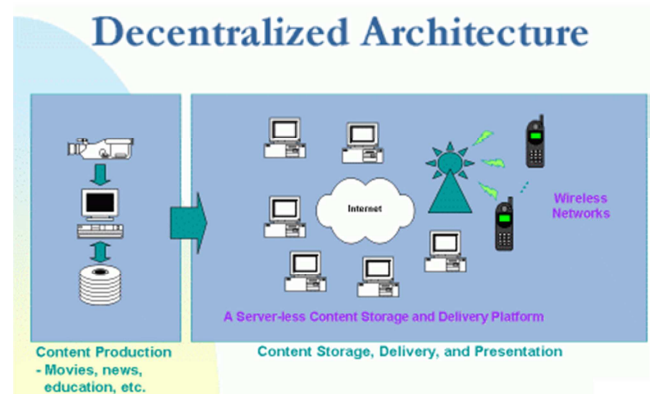 Decentralized Architecture
Internet
Wireless
Networks
A Server-less Content Storage and Delivery Platform
Content Production
- Movies, news,
education, etc.
Content Storage, Delivery, and Presentation